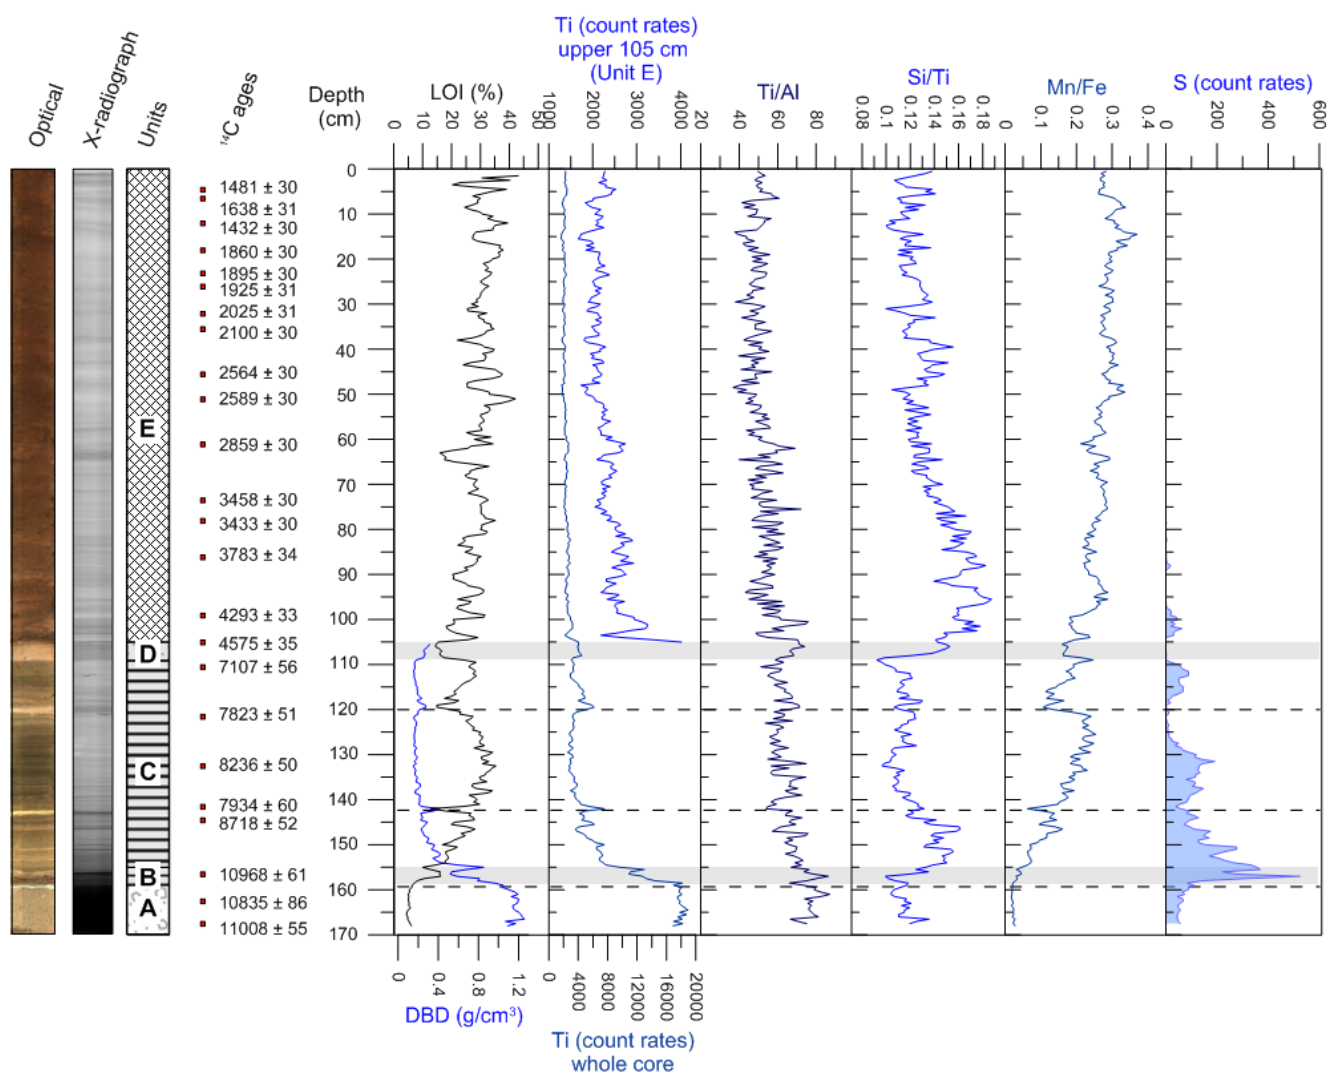 Optical
X-radiograph
Units
¹⁴C ages
Depth
(cm)
LOI (%)
0 10 20 30 40 50
Ti (count rates)
upper 105 cm
(Unit E)
1000 2000 3000 4000
Ti/Al
20 40 60 80
Si/Ti
0.08 0.1 0.12 0.14 0.16 0.18
Mn/Fe
0 0.1 0.2 0.3 0.4
S (count rates)
0 200 400 600
0
10
20
30
40
50
60
70
80
90
100
110
120
130
140
150
160
170
1481 ± 30
1638 ± 31
1432 ± 30
1860 ± 30
1895 ± 30
1925 ± 31
2025 ± 31
2100 ± 30
2564 ± 30
2589 ± 30
2859 ± 30
3458 ± 30
3433 ± 30
3783 ± 34
4293 ± 33
4575 ± 35
7107 ± 56
7823 ± 51
8236 ± 50
7934 ± 60
8718 ± 52
10968 ± 61
10835 ± 86
11008 ± 55
E
D
C
B
A
0 0.4 0.8 1.2
DBD (g/cm³)
0 4000 8000 12000 16000 20000
Ti (count rates)
whole core